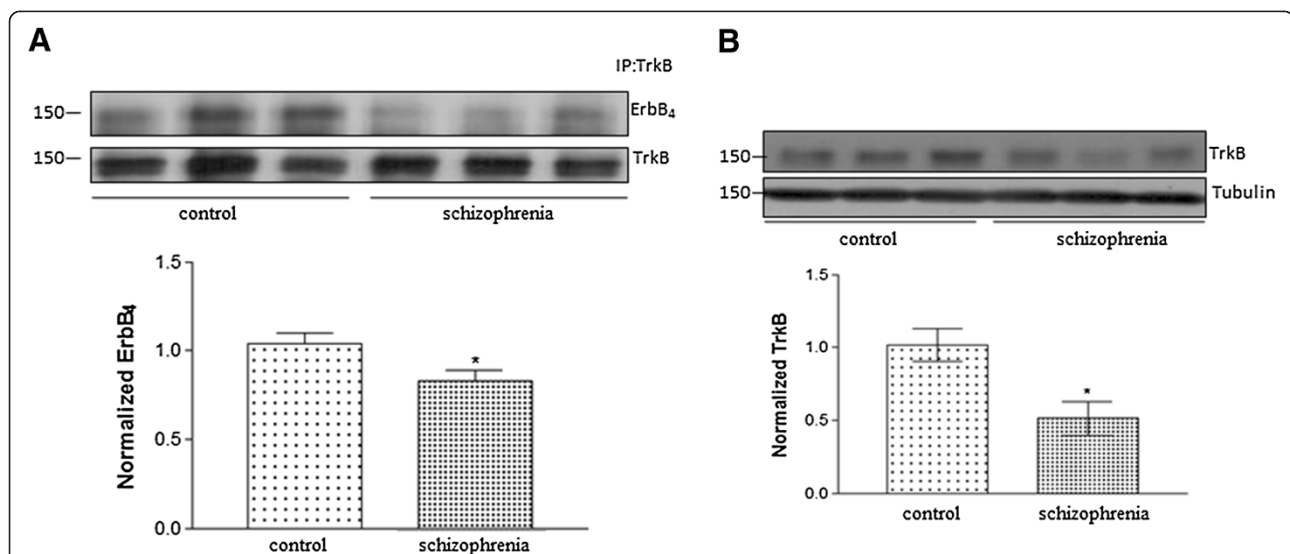 A
IP:TrkB
150—
ErbB₄
150—
TrkB
control
schizophrenia
Normalized ErbB₄
1.5
1.0
0.5
0.0
*
control
schizophrenia
B
150—
TrkB
150—
Tubulin
control
schizophrenia
Normalized TrkB
1.5
1.0
0.5
0.0
*
control
schizophrenia